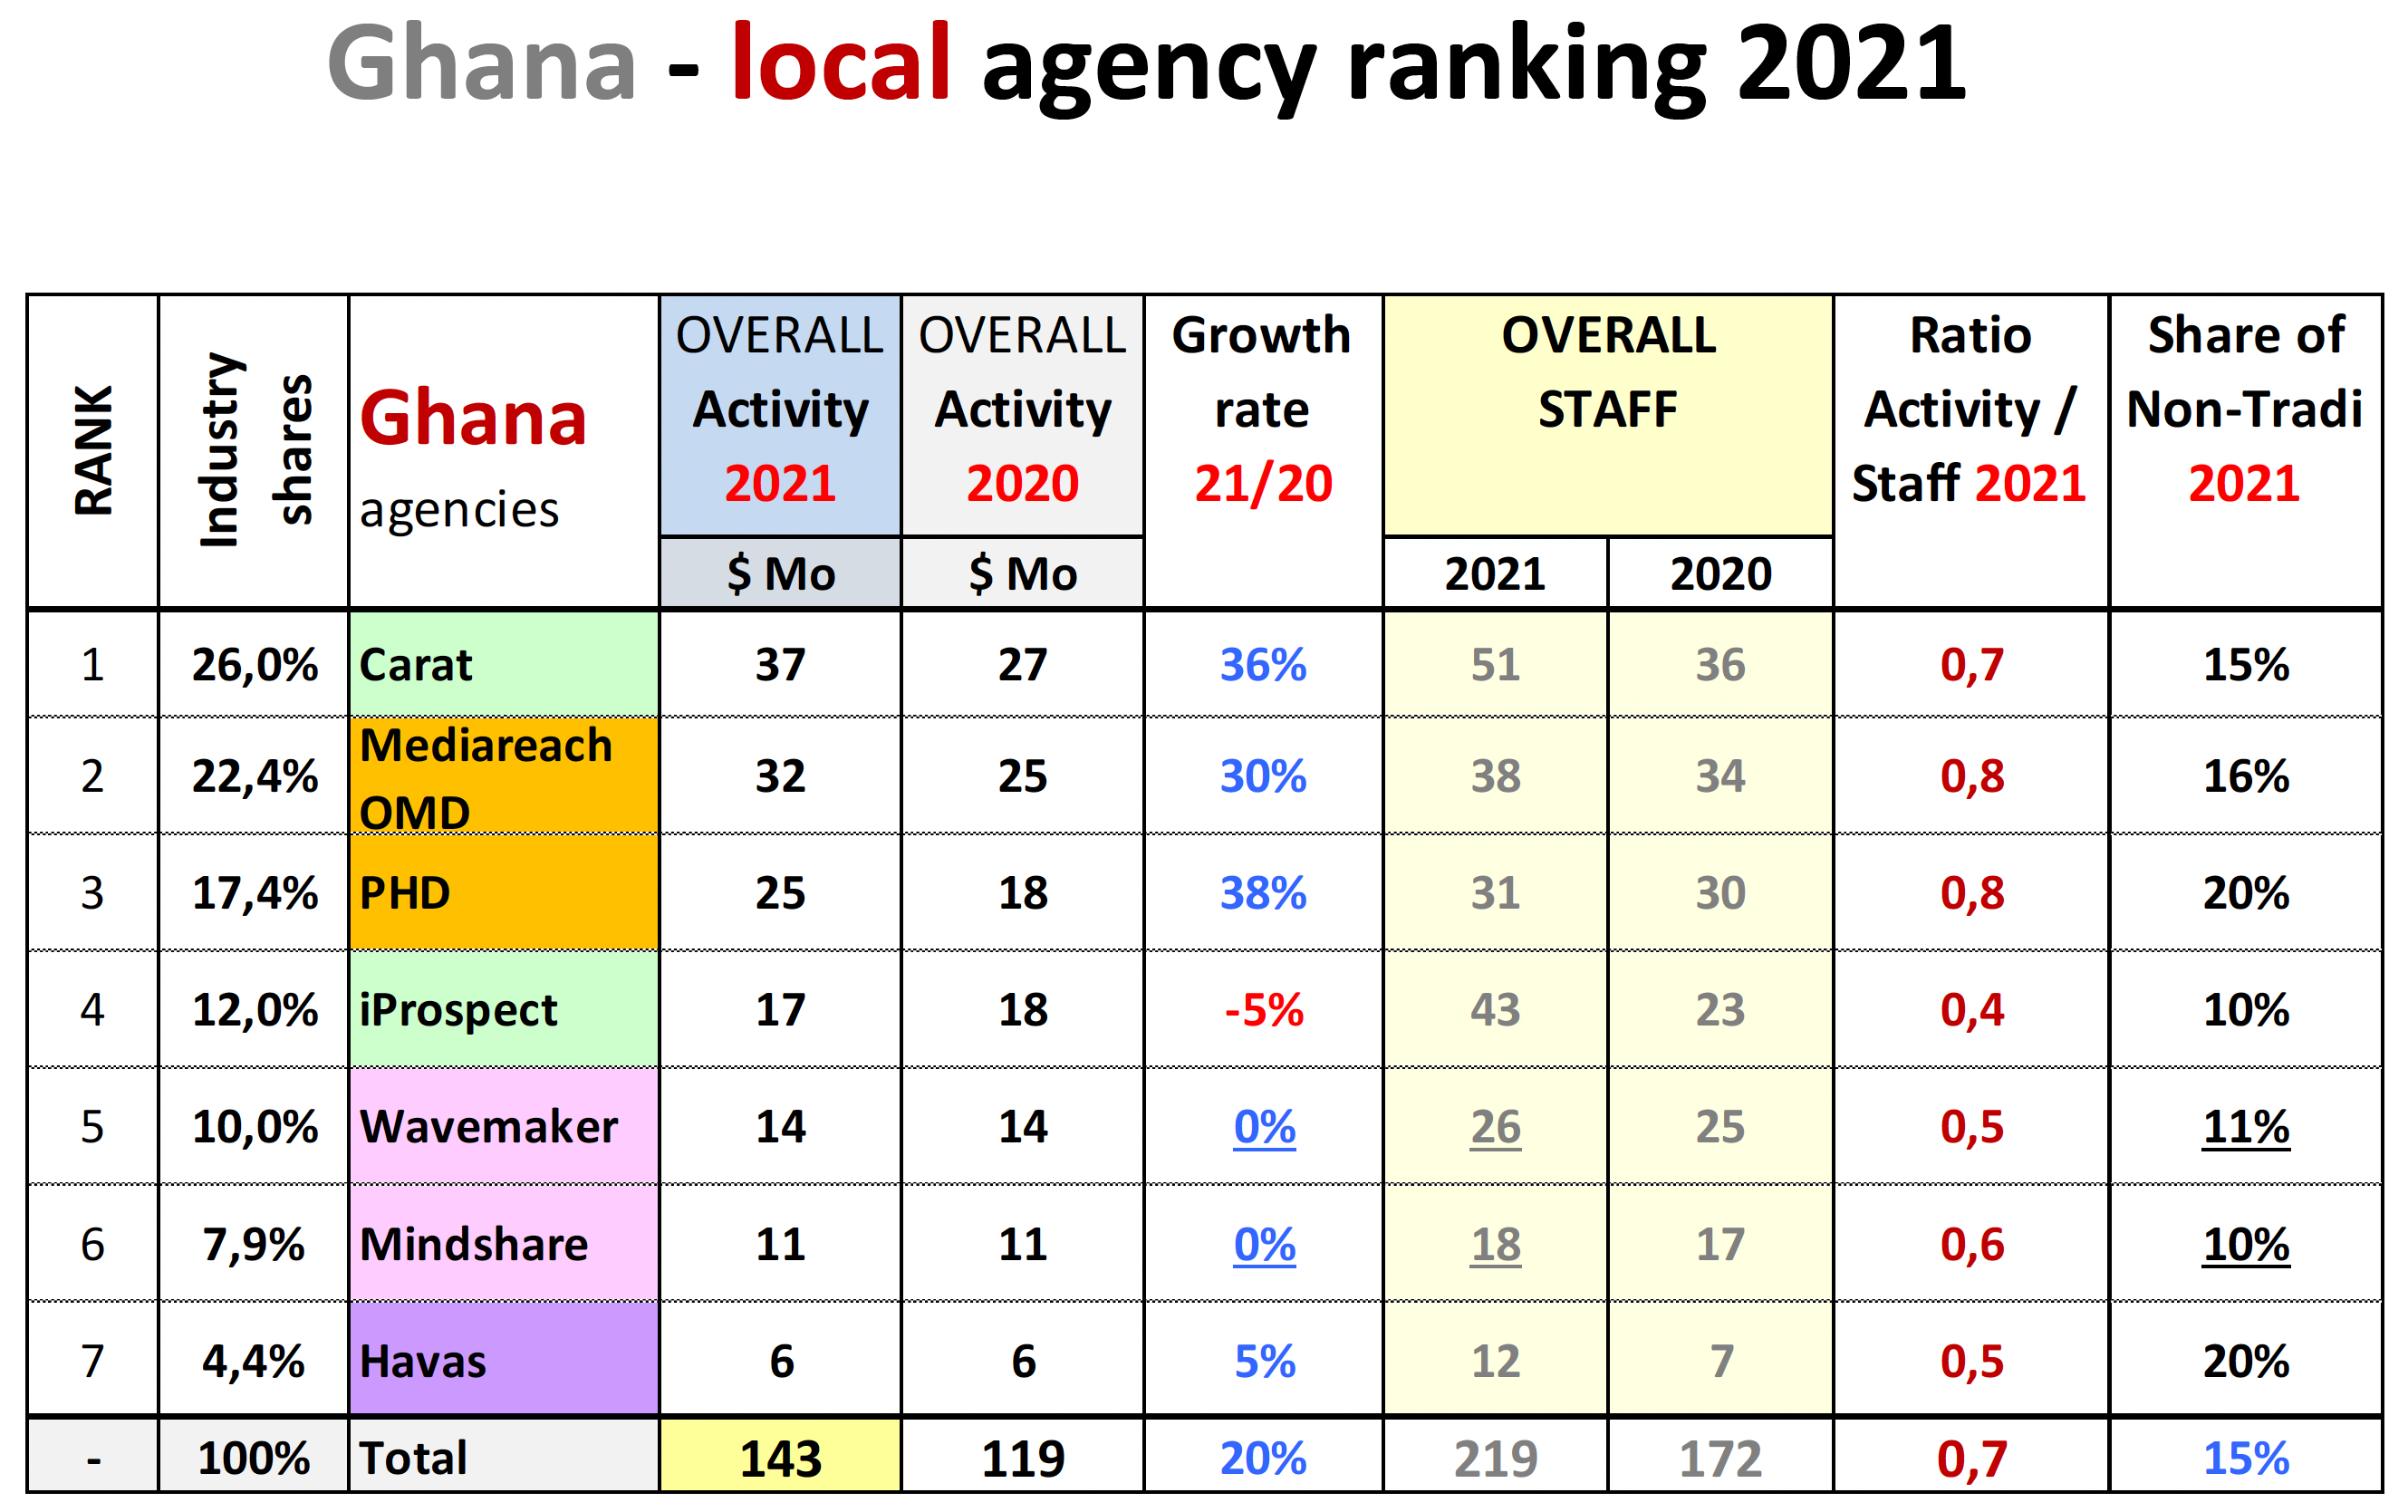 Ghana - local agency ranking 2021
RANK
Industry
shares
Ghana
agencies
OVERALL
Activity
2021
OVERALL
Activity
2020
Growth
rate
21/20
OVERALL
STAFF
Ratio
Activity /
Staff 2021
Share of
Non-Tradi
2021
$ Mo
$ Mo
2021
2020
1 26,0% Carat 37 27 36% 51 36 0,7 15%
2 22,4% Mediareach
OMD 32 25 30% 38 34 0,8 16%
3 17,4% PHD 25 18 38% 31 30 0,8 20%
4 12,0% iProspect 17 18 -5% 43 23 0,4 10%
5 10,0% Wavemaker 14 14 0% 26 25 0,5 11%
6 7,9% Mindshare 11 11 0% 18 17 0,6 10%
7 4,4% Havas 6 6 5% 12 7 0,5 20%
- 100% Total 143 119 20% 219 172 0,7 15%